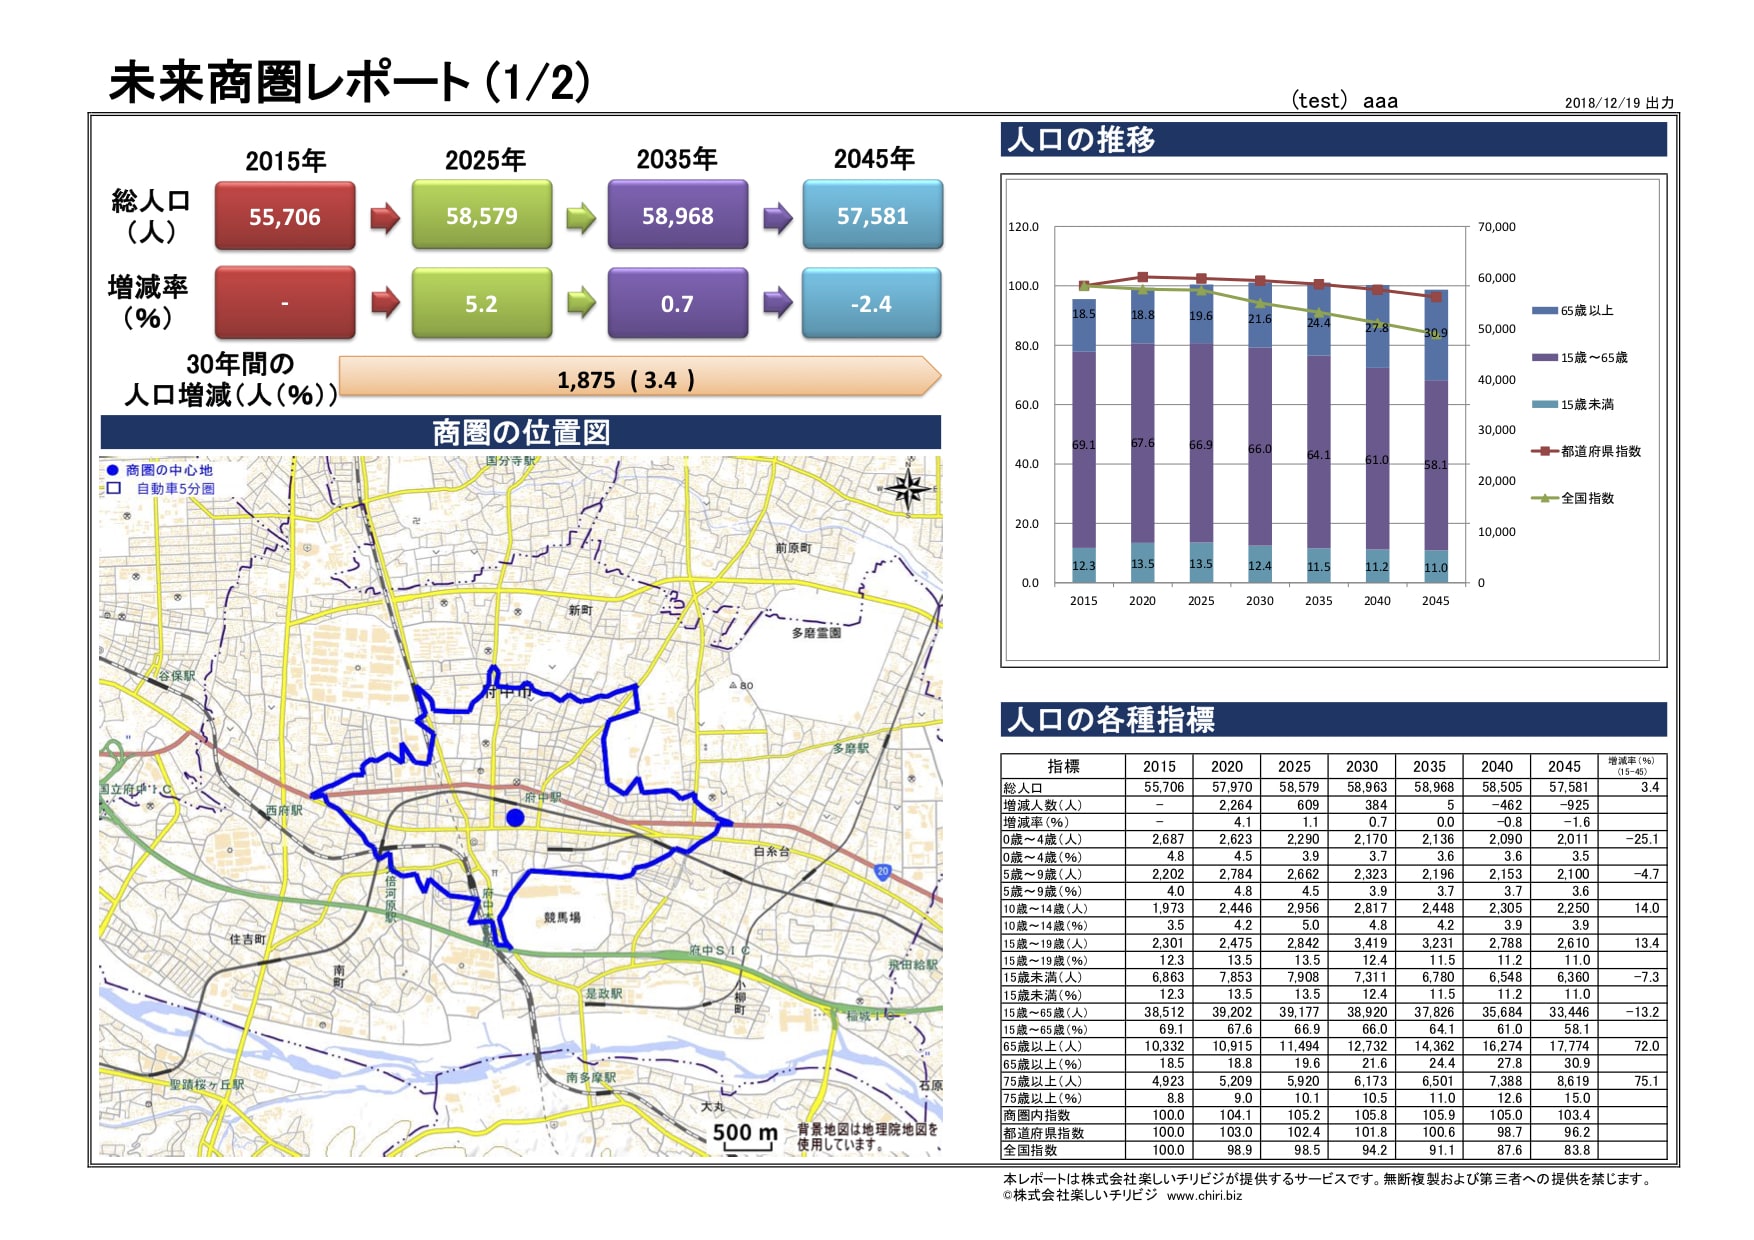 未来商圏レポート (1/2)
(test) aaa
2018/12/19 出力
2015年 2025年 2035年 2045年
総人口
(人)
55,706 58,579 58,968 57,581
増減率
(%)
- 5.2 0.7 -2.4
30年間の
人口増減(人(%))
1,875 ( 3.4 )
商圏の位置図
● 商圏の中心地
□ 自動車5分圏
国分寺駅
N
前原町
新町
多磨霊園
谷保駅
府中市
80
多磨駅
国立府中I.C
西府駅
府中駅
白糸台
20
分倍河原駅
府中本町駅
競馬場
住吉町
南町
府中SIC
飛田給駅
是政駅
小柳町
稲城I
聖蹟桜ヶ丘駅
南多摩駅
石原
大丸
500 m
背景地図は地理院地図を
使用しています。
人口の推移
120.0 70,000
100.0 60,000
80.0 50,000
60.0 40,000
40.0 30,000
20.0 20,000
0.0 10,000
0
18.5 18.8 19.6 21.6 24.4 27.8 30.9
69.1 67.6 66.9 66.0 64.1 61.0 58.1
12.3 13.5 13.5 12.4 11.5 11.2 11.0
2015 2020 2025 2030 2035 2040 2045
65歳以上
15歳～65歳
15歳未満
都道府県指数
全国指数
人口の各種指標
指標 2015 2020 2025 2030 2035 2040 2045 増減率(%) (15-45)
総人口 55,706 57,970 58,579 58,963 58,968 58,505 57,581 3.4
増減人数(人) - 2,264 609 384 5 -462 -925
増減率(%) - 4.1 1.1 0.7 0.0 -0.8 -1.6
0歳～4歳(人) 2,687 2,623 2,290 2,170 2,136 2,090 2,011 -25.1
0歳～4歳(%) 4.8 4.5 3.9 3.7 3.6 3.6 3.5
5歳～9歳(人) 2,202 2,784 2,662 2,323 2,196 2,153 2,100 -4.7
5歳～9歳(%) 4.0 4.8 4.5 3.9 3.7 3.7 3.6
10歳～14歳(人) 1,973 2,446 2,956 2,817 2,448 2,305 2,250 14.0
10歳～14歳(%) 3.5 4.2 5.0 4.8 4.2 3.9 3.9
15歳～19歳(人) 2,301 2,475 2,842 3,419 3,231 2,788 2,610 13.4
15歳～19歳(%) 12.3 13.5 13.5 12.4 11.5 11.2 11.0
15歳未満(人) 6,863 7,853 7,908 7,311 6,780 6,548 6,360 -7.3
15歳未満(%) 12.3 13.5 13.5 12.4 11.5 11.2 11.0
15歳～65歳(人) 38,512 39,202 39,177 38,920 37,826 35,684 33,446 -13.2
15歳～65歳(%) 69.1 67.6 66.9 66.0 64.1 61.0 58.1
65歳以上(人) 10,332 10,915 11,494 12,732 14,362 16,274 17,774 72.0
65歳以上(%) 18.5 18.8 19.6 21.6 24.4 27.8 30.9
75歳以上(人) 4,923 5,209 5,920 6,173 6,501 7,388 8,619 75.1
75歳以上(%) 8.8 9.0 10.1 10.5 11.0 12.6 15.0
商圏内指数 100.0 104.1 105.2 105.8 105.9 105.0 103.4
都道府県指数 100.0 103.0 102.4 101.8 100.6 98.7 96.2
全国指数 100.0 98.9 98.5 94.2 91.1 87.6 83.8
本レポートは株式会社楽しいチリビジが提供するサービスです。無断複製および第三者への提供を禁じます。
©株式会社楽しいチリビジ www.chiri.biz